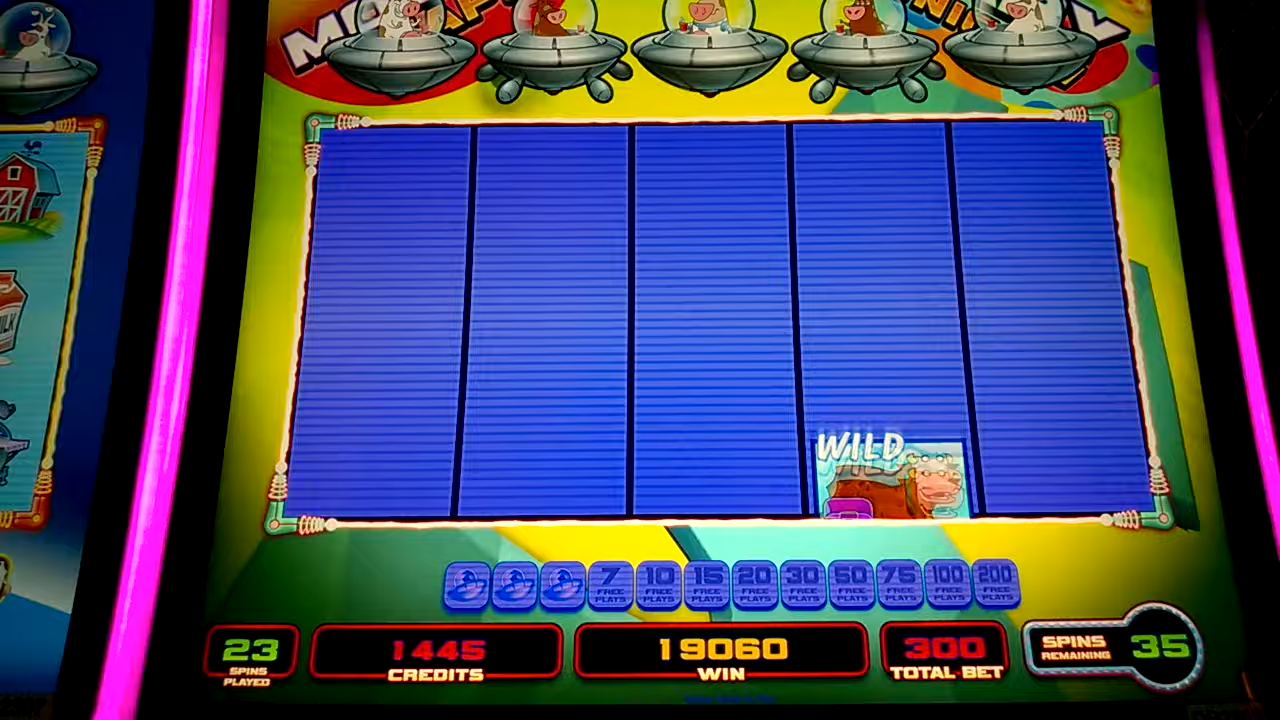 WILD
7 10 15 20 30 50 75 100 200
FREE PLAYS FREE PLAYS FREE PLAYS FREE PLAYS FREE PLAYS FREE PLAYS FREE PLAYS FREE PLAYS FREE PLAYS
23 SPINS PLAYED
1445 CREDITS
19060 WIN
300 TOTAL BET
SPINS REMAINING 35